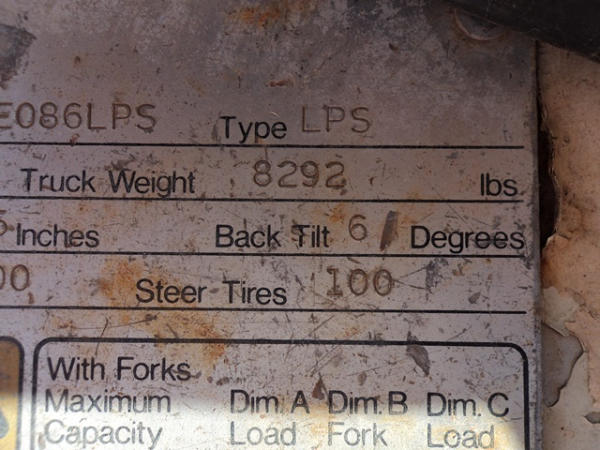 E086LPS Type LPS
Truck Weight 8292 lbs
Inches Back Tilt 6 Degrees
00 Steer Tires 100
With Forks
Maximum Dim. A Dim. B Dim. C
Capacity Load Fork Load